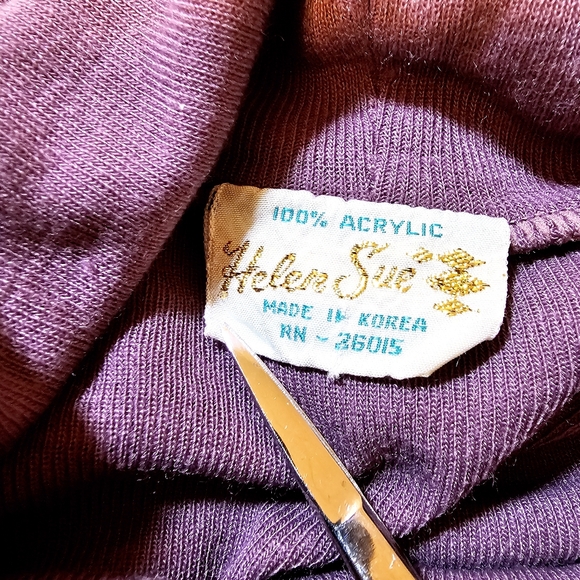 100% ACRYLIC
Helen Sue
MADE IN KOREA
RN - 26015